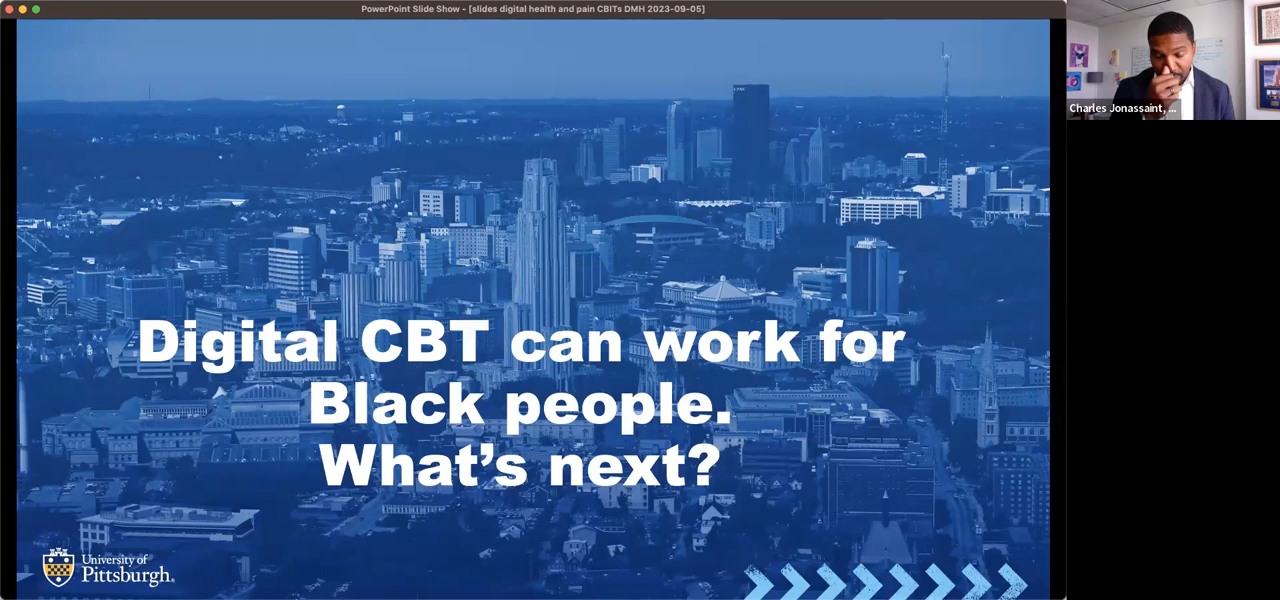 PowerPoint Slide Show - [slides digital health and pain CBITs DMH 2023-09-05]
Charles Jonassaint, ...
Digital CBT can work for
Black people.
What’s next?
University of
Pittsburgh.